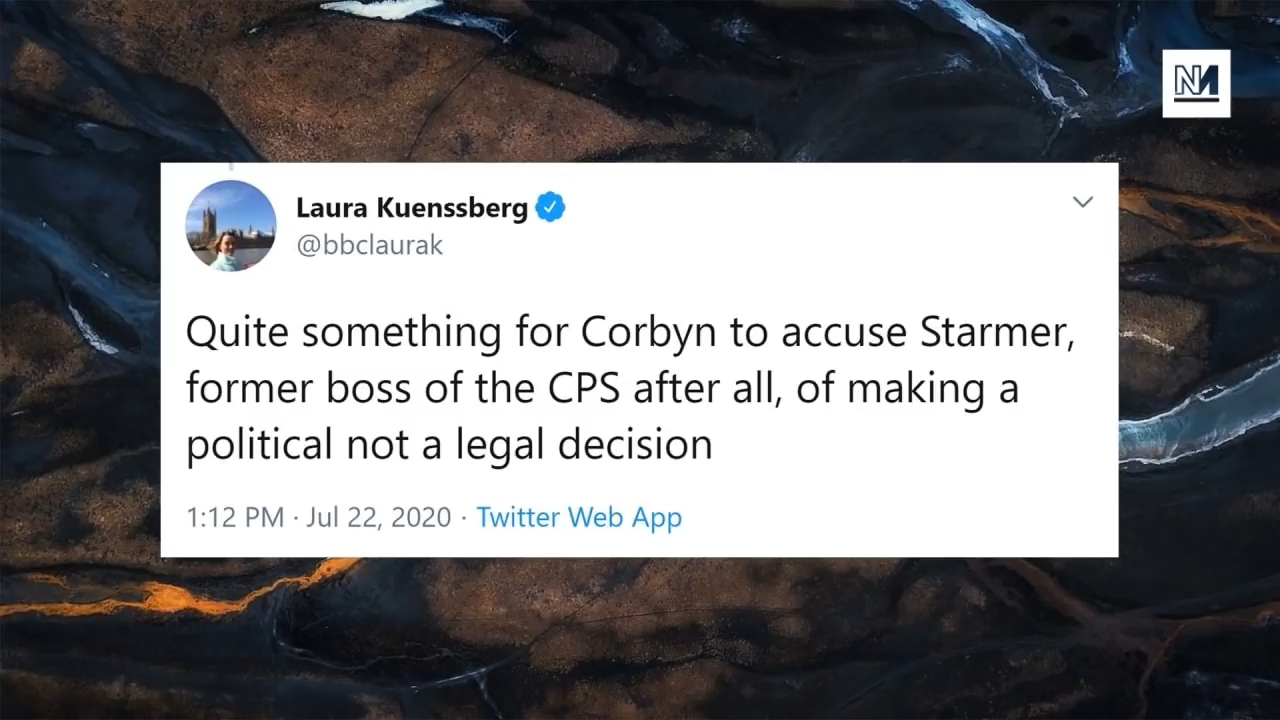 NM
Laura Kuenssberg
@bbclaurak
Quite something for Corbyn to accuse Starmer,
former boss of the CPS after all, of making a
political not a legal decision
1:12 PM · Jul 22, 2020 · Twitter Web App